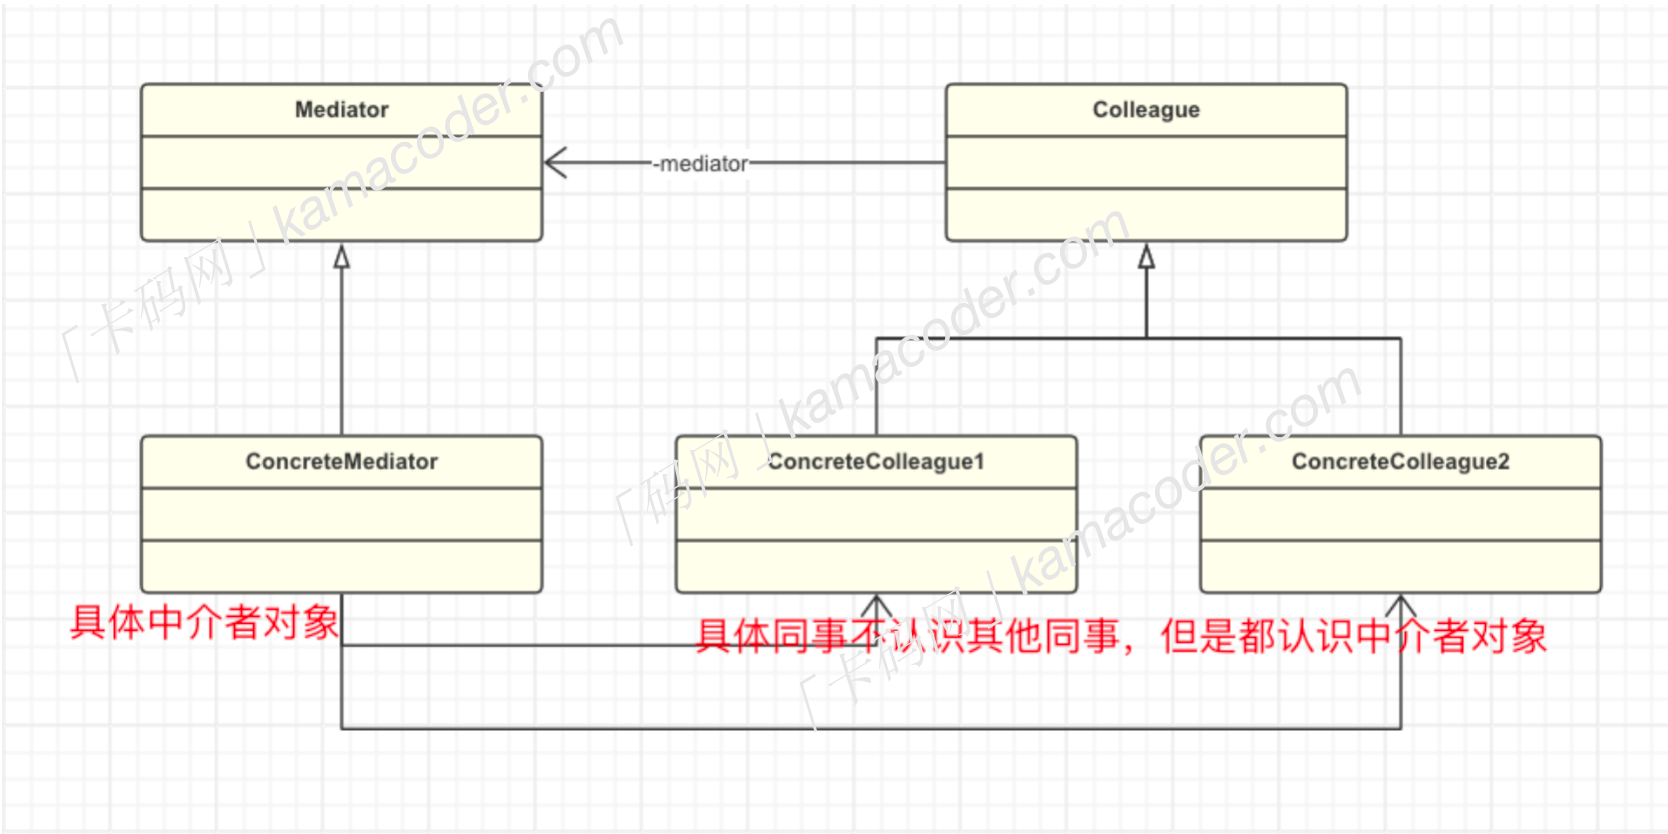 Mediator
Colleague
-mediator
ConcreteMediator
ConcreteColleague1
ConcreteColleague2
具体中介者对象
具体同事不认识其他同事，但是都认识中介者对象
「卡码网」kamacoder.com
「码网」kamacoder.com
「卡码网」kamacoder.com